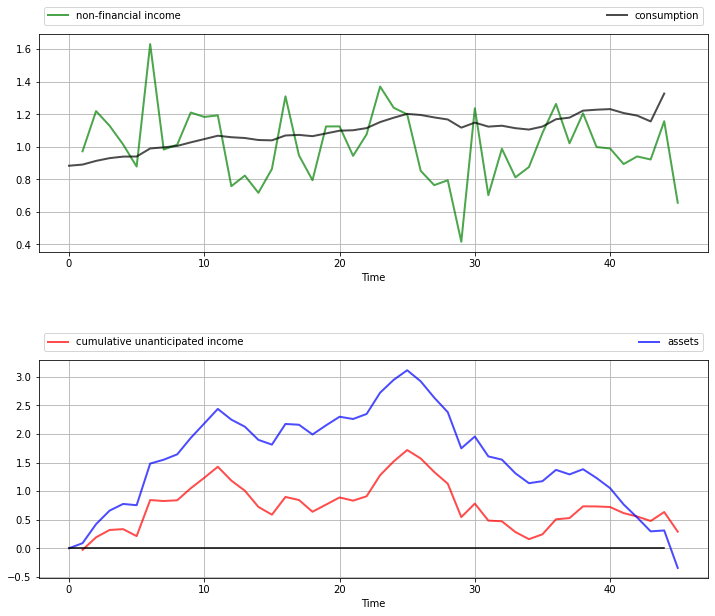 non-financial income consumption
1.6
1.4
1.2
1.0
0.8
0.6
0.4
0 10 20 30 40
Time
cumulative unanticipated income assets
3.0
2.5
2.0
1.5
1.0
0.5
0.0
−0.5
0 10 20 30 40
Time